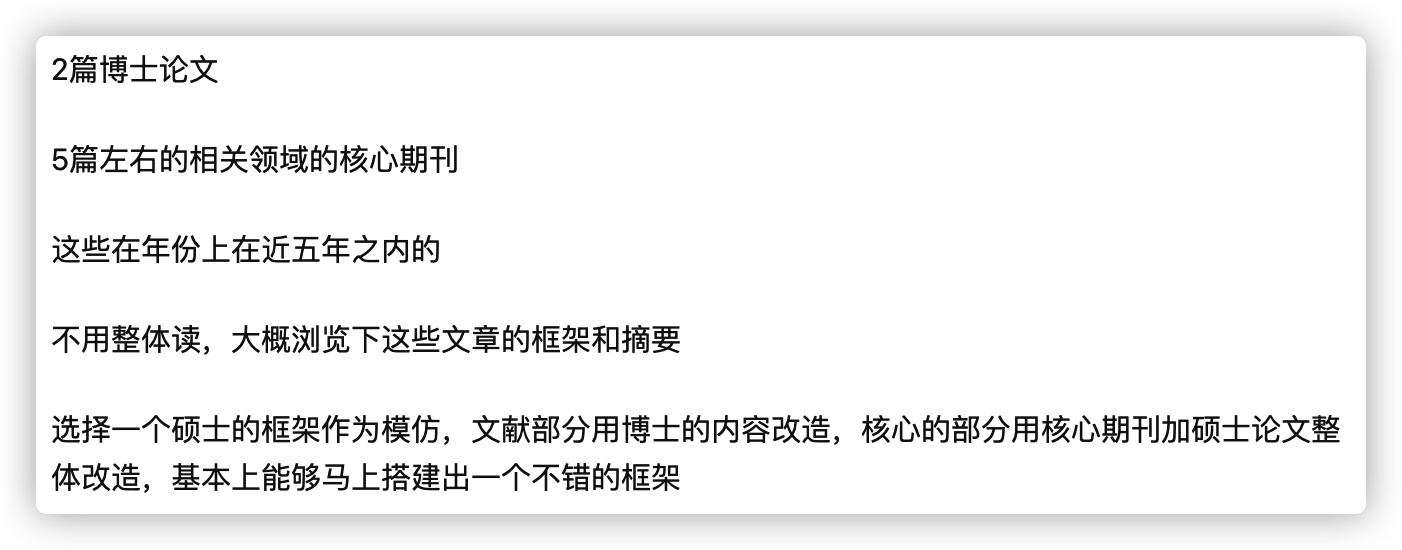 2篇博士论文
5篇左右的相关领域的核心期刊
这些在年份上在近五年之内的
不用整体读，大概浏览下这些文章的框架和摘要
选择一个硕士的框架作为模仿，文献部分用博士的内容改造，核心的部分用核心期刊加硕士论文整
体改造，基本上能够马上搭建出一个不错的框架